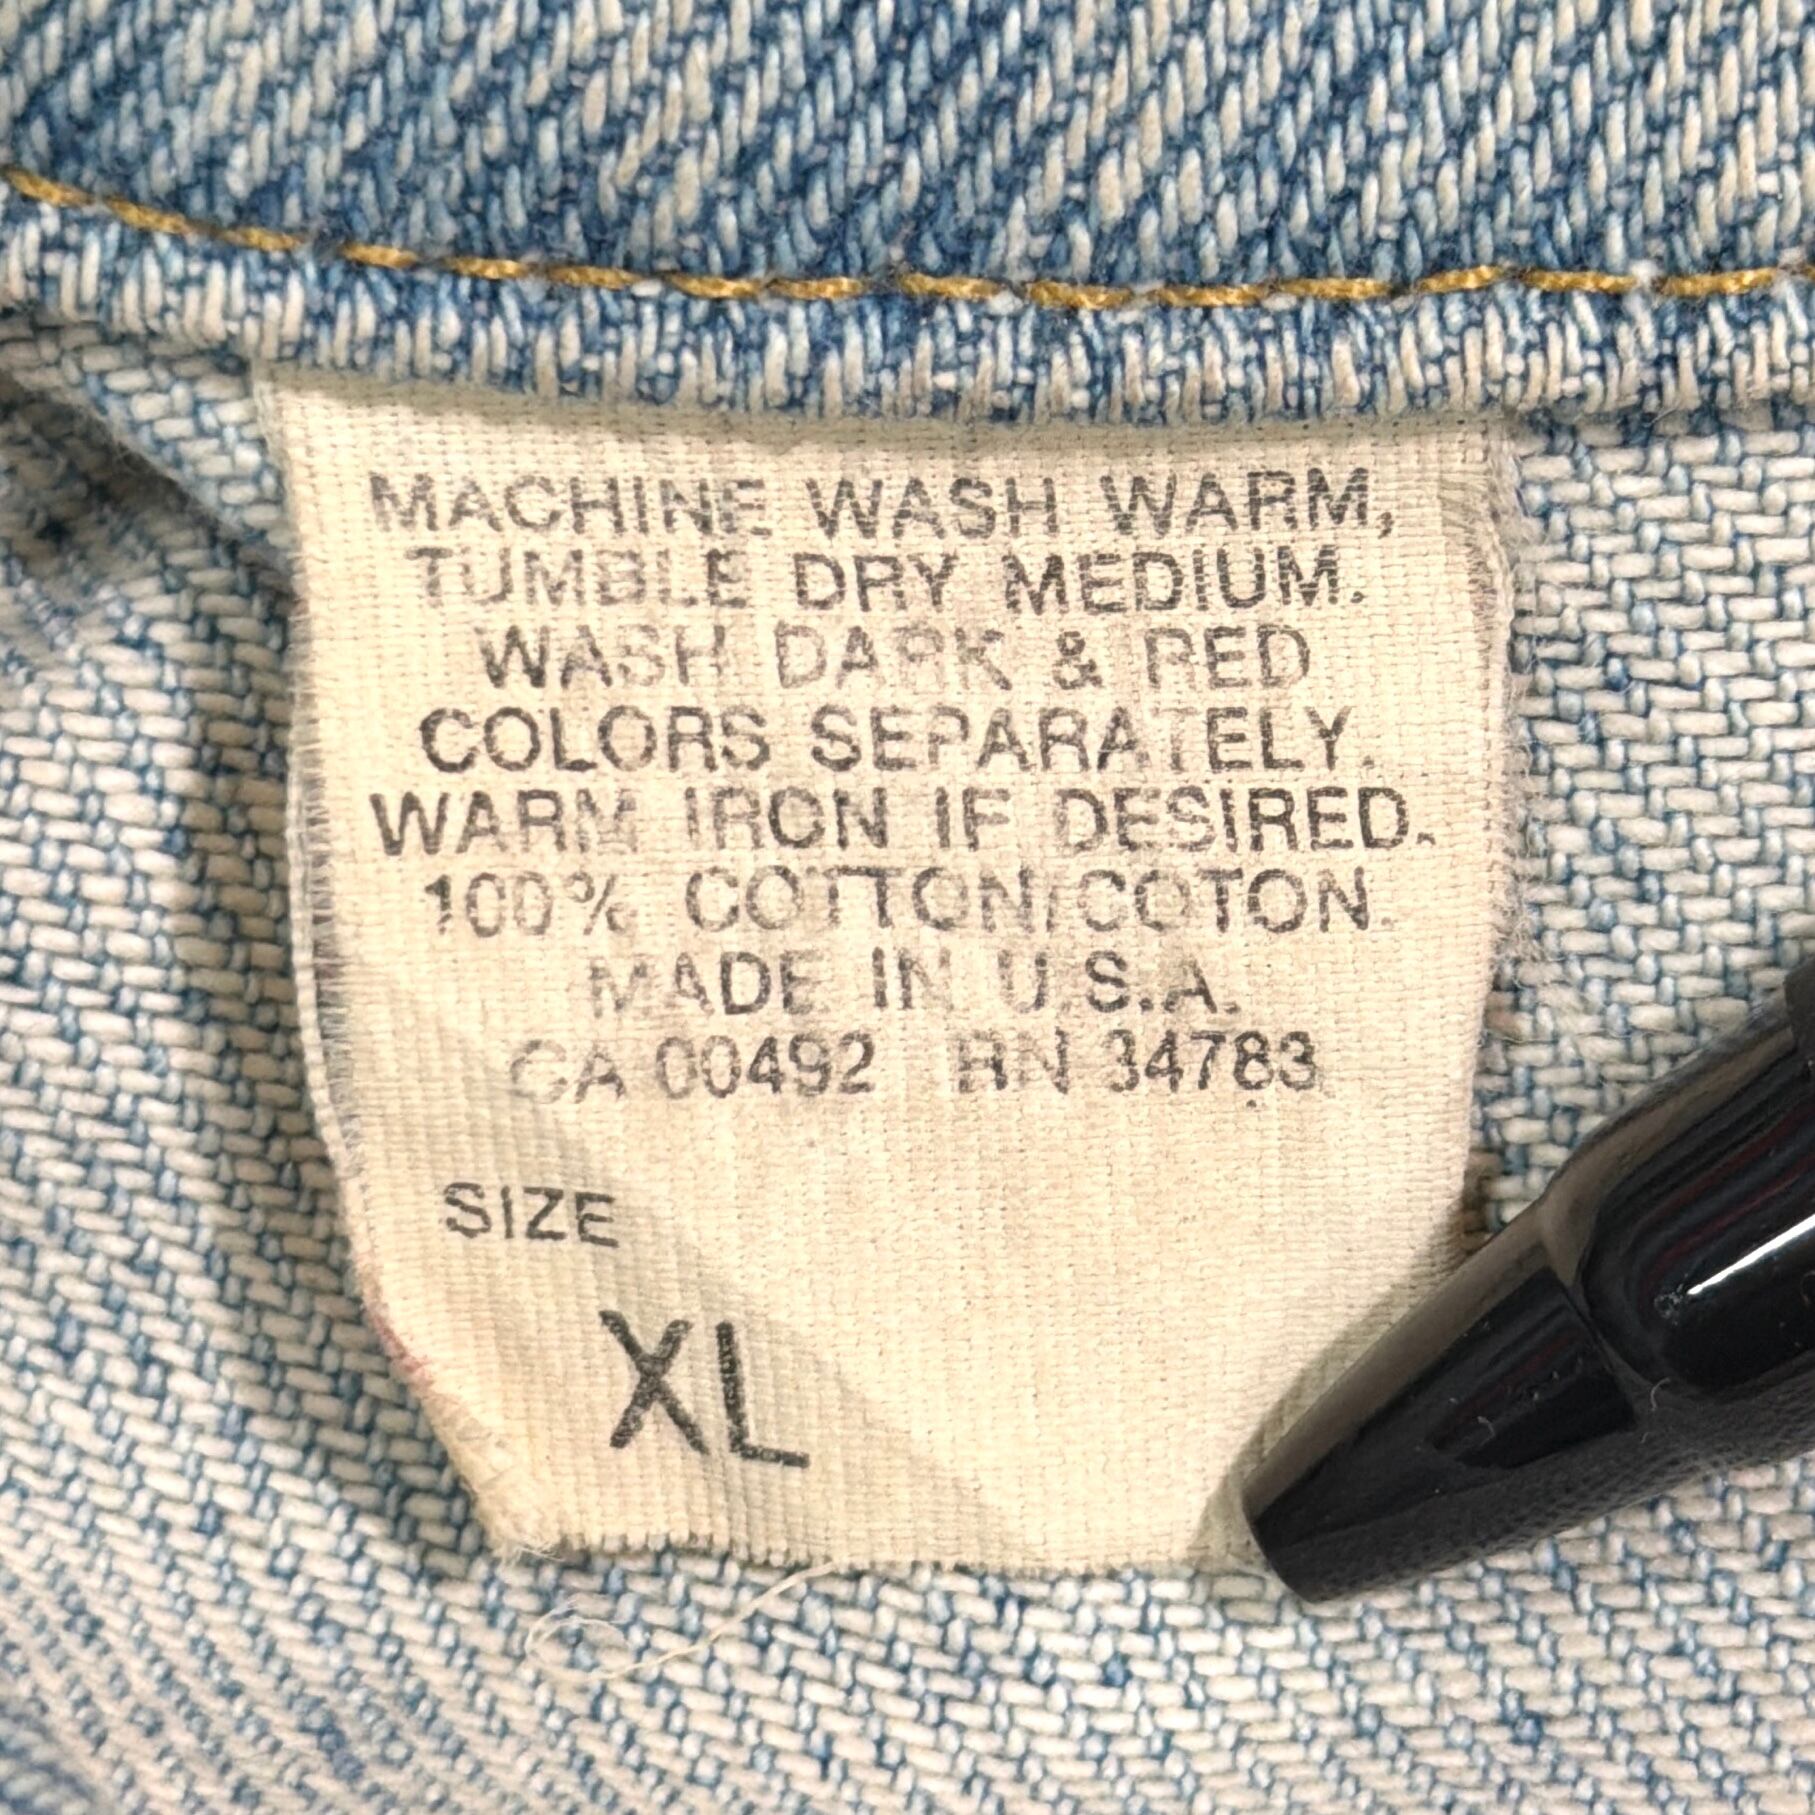 MACHINE WASH WARM,
TUMBLE DRY MEDIUM.
WASH DARK & RED
COLORS SEPARATELY.
WARM IRON IF DESIRED.
100% COTTON/COTON.
MADE IN U.S.A.
CA 00492 RN 34783
SIZE
XL